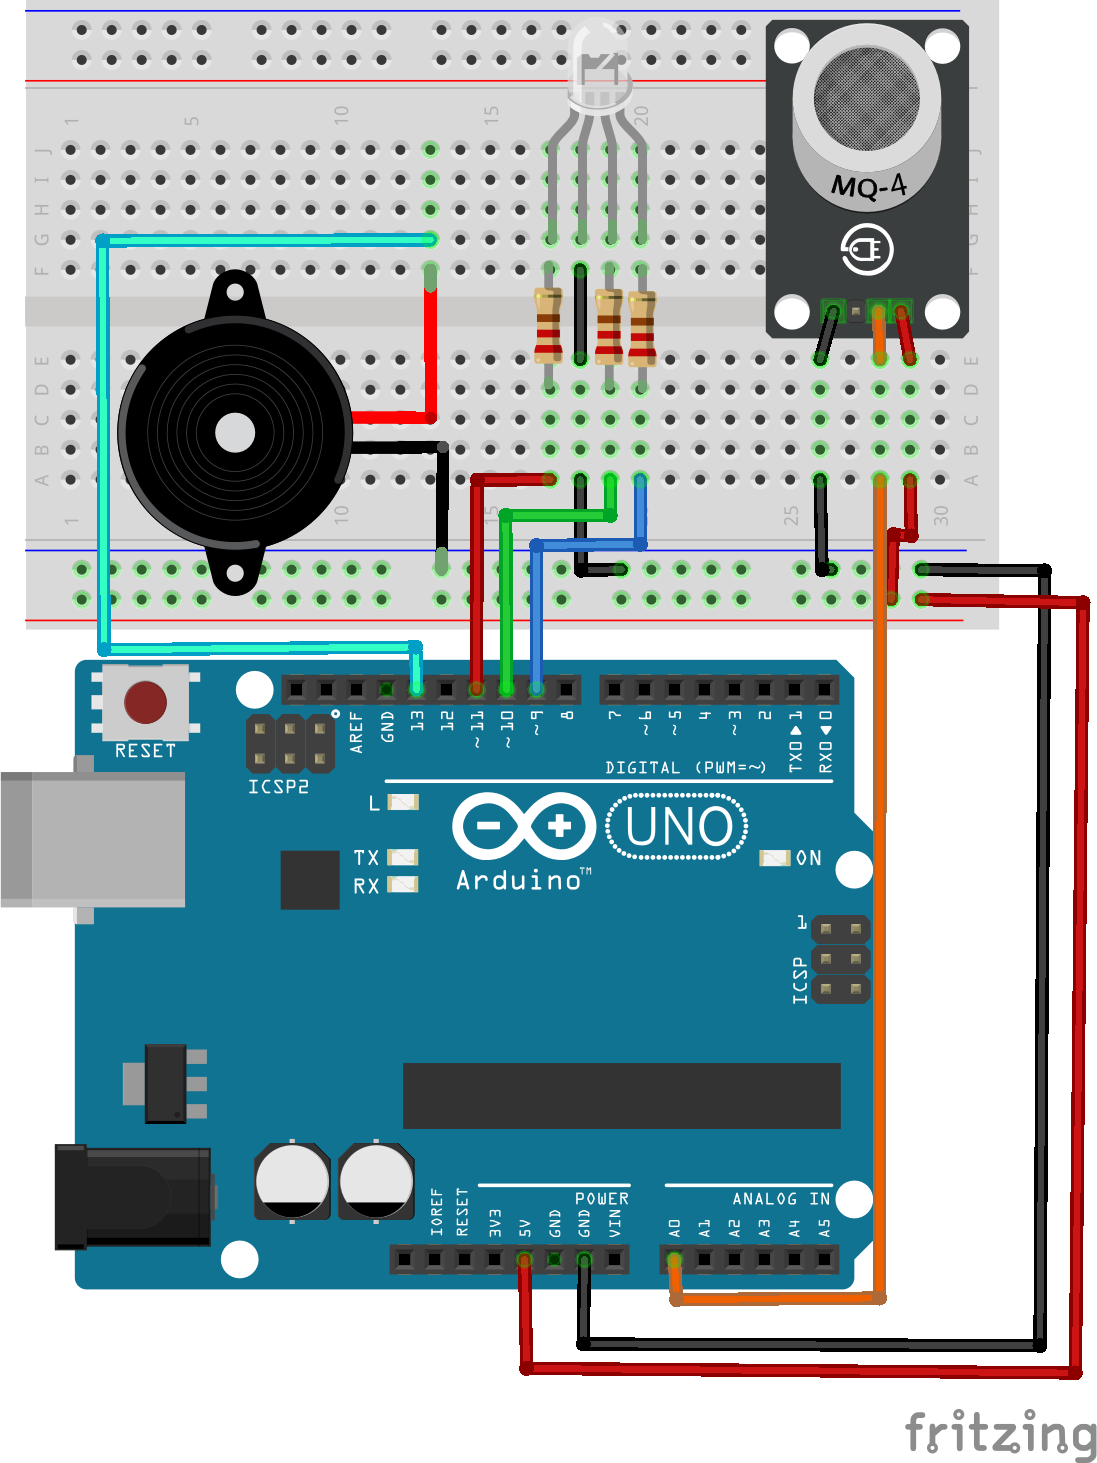 1 5 10 15 20
J J
I I
H H
G G
F F
MQ-4
E E
D D
C C
B B
A A
1 10 15 25 30
RESET
ICSP2
AREF
GND
13
12
~11
~10
~9
8
7
~6
~5
4
~3
2
TX0▶1
RX0◀0
DIGITAL (PWM=~)
L
TX
RX
UNO
Arduino™
ON
1
ICSP
IOREF
RESET
3V3
5V
GND
GND
VIN
POWER
ANALOG IN
A0
A1
A2
A3
A4
A5
fritzing